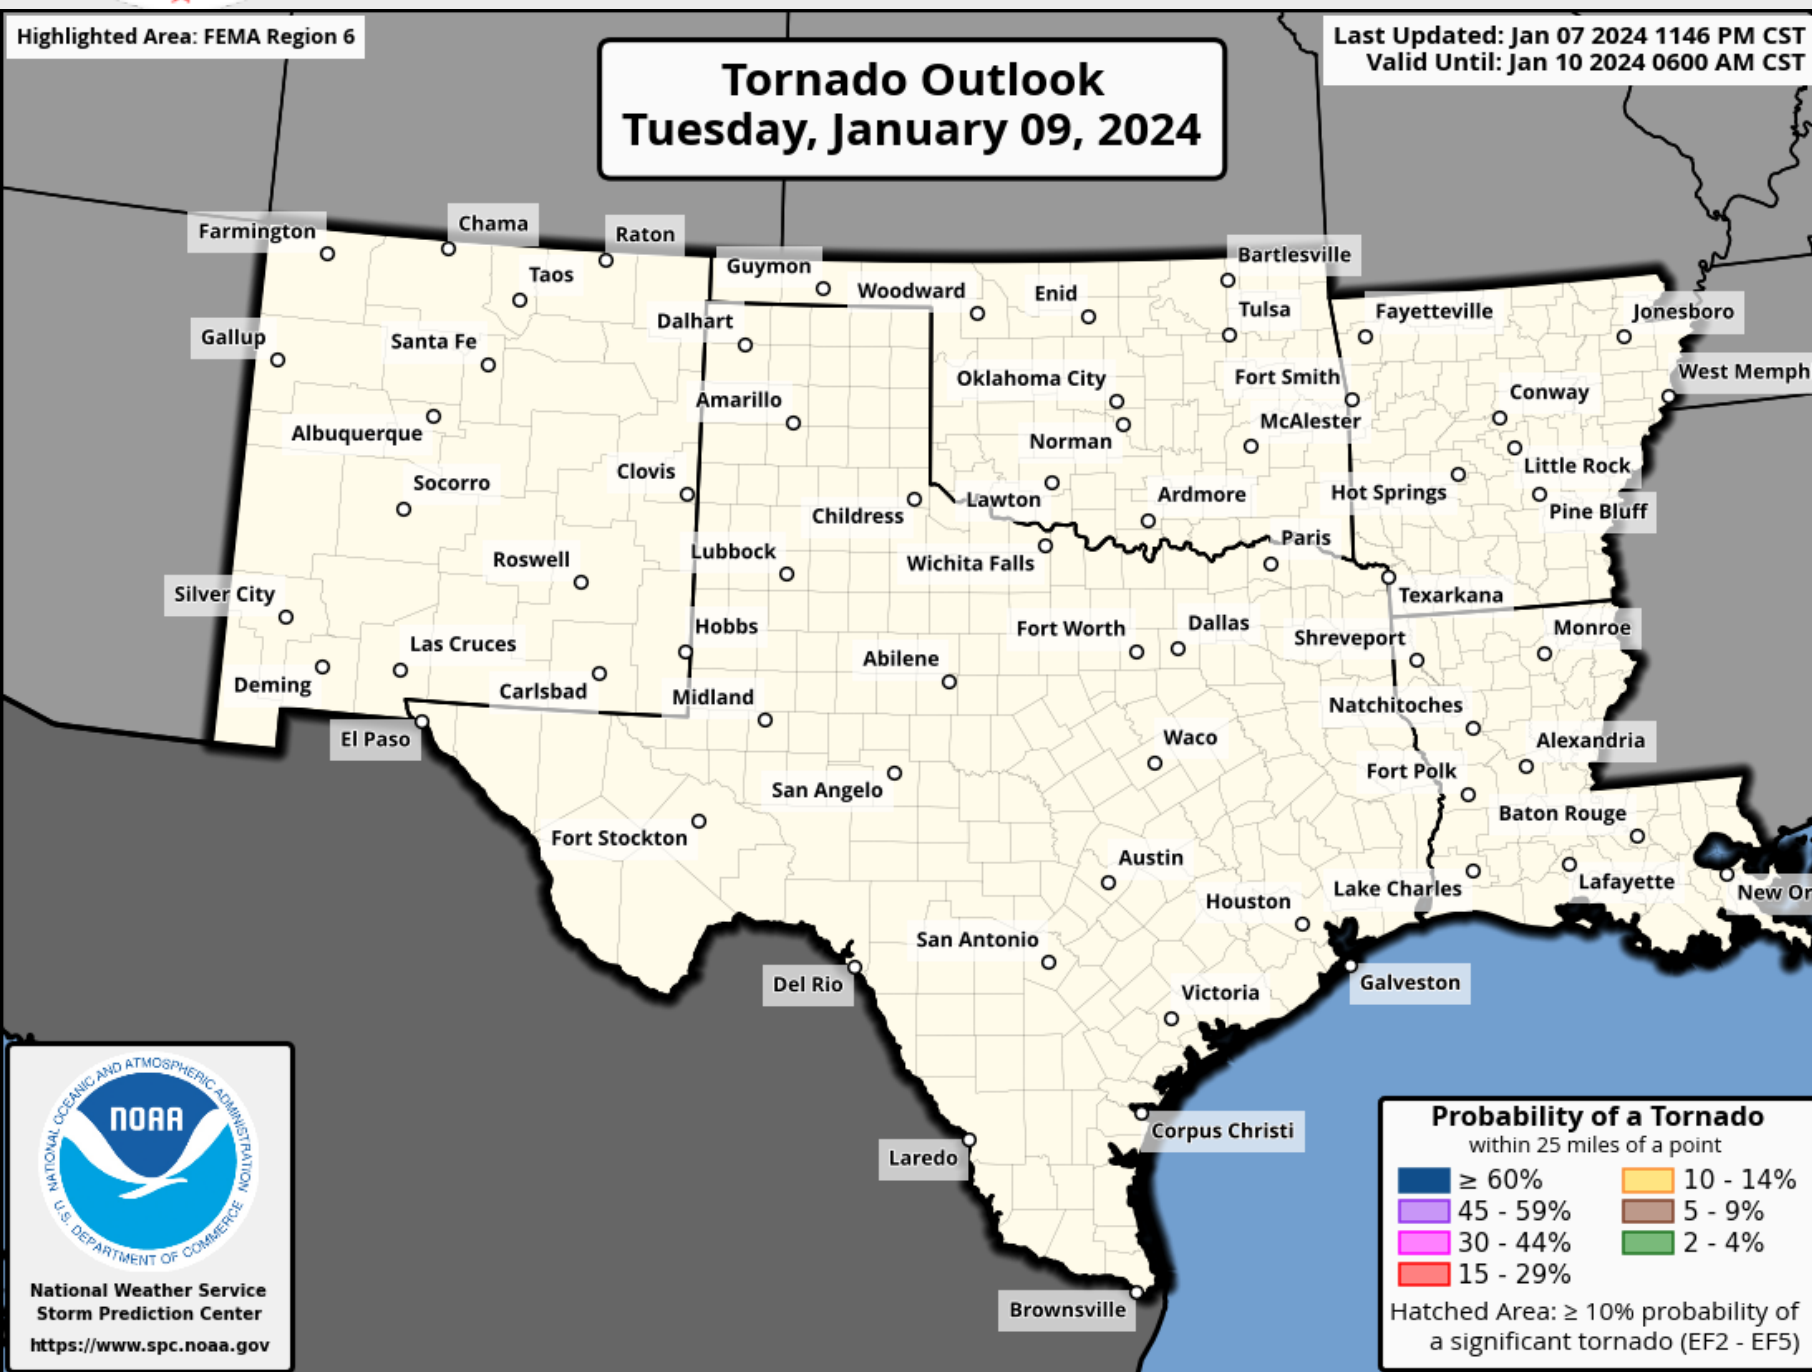 Highlighted Area: FEMA Region 6
Last Updated: Jan 07 2024 1146 PM CST
Valid Until: Jan 10 2024 0600 AM CST
Tornado Outlook
Tuesday, January 09, 2024
Farmington
Chama
Raton
Taos
Guymon
Woodward
Enid
Bartlesville
Tulsa
Fayetteville
Jonesboro
Gallup
Santa Fe
Dalhart
Oklahoma City
Fort Smith
Conway
West Memph
Albuquerque
Amarillo
Norman
McAlester
Little Rock
Socorro
Clovis
Childress
Lawton
Ardmore
Hot Springs
Pine Bluff
Roswell
Lubbock
Wichita Falls
Paris
Texarkana
Silver City
Las Cruces
Hobbs
Fort Worth
Dallas
Shreveport
Monroe
Deming
Carlsbad
Midland
Abilene
Natchitoches
El Paso
Waco
Alexandria
San Angelo
Fort Polk
Fort Stockton
Baton Rouge
Austin
Houston
Lake Charles
Lafayette
New Or
San Antonio
Del Rio
Victoria
Galveston
Corpus Christi
Laredo
Brownsville
NATIONAL OCEANIC AND ATMOSPHERIC ADMINISTRATION
NOAA
U.S. DEPARTMENT OF COMMERCE
National Weather Service
Storm Prediction Center
https://www.spc.noaa.gov
Probability of a Tornado
within 25 miles of a point
≥ 60%
10 - 14%
45 - 59%
5 - 9%
30 - 44%
2 - 4%
15 - 29%
Hatched Area: ≥ 10% probability of
a significant tornado (EF2 - EF5)